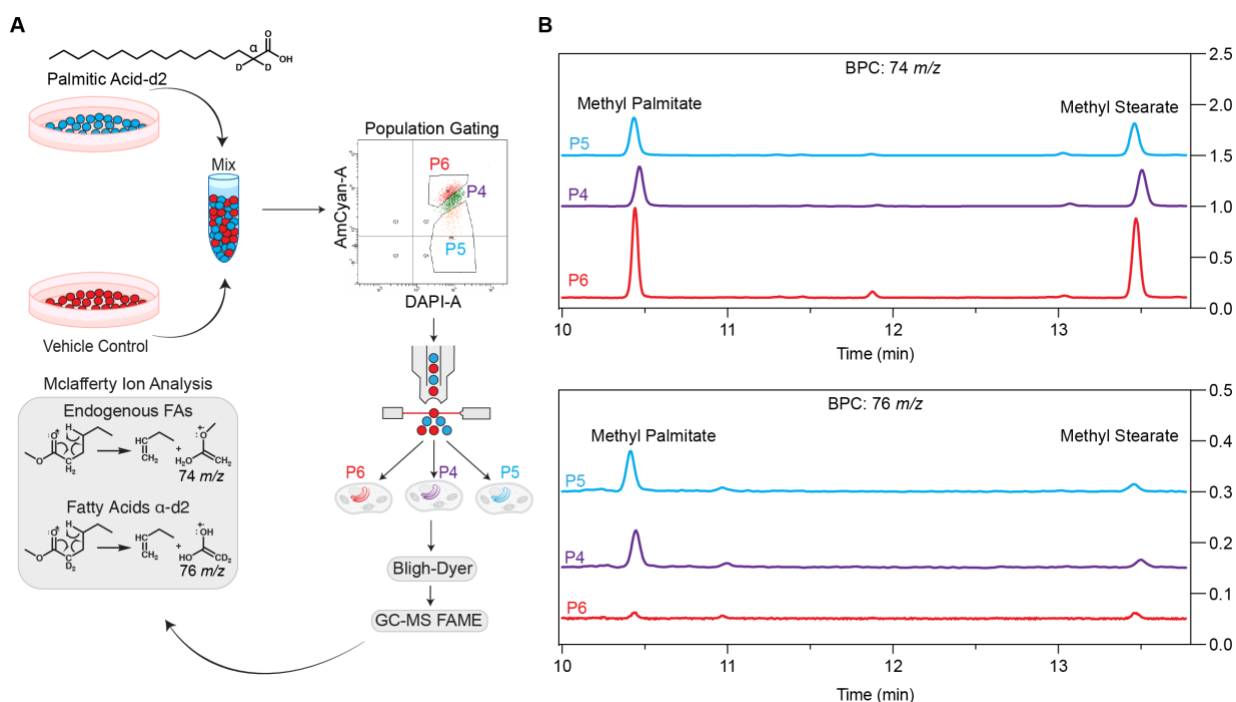 A
α
O
OH
D
D
Palmitic Acid-d2
Mix
Vehicle Control
Population Gating
P6
P4
P5
AmCyan-A
DAPI-A
P6
P4
P5
Bligh-Dyer
GC-MS FAME
Mclafferty Ion Analysis
Endogenous FAs
74 m/z
Fatty Acids α-d2
76 m/z
B
BPC: 74 m/z
Methyl Palmitate
Methyl Stearate
P5
P4
P6
2.5
2.0
1.5
1.0
0.5
0.0
10
11
12
13
Time (min)
BPC: 76 m/z
Methyl Palmitate
Methyl Stearate
P5
P4
P6
0.5
0.4
0.3
0.2
0.1
0.0
10
11
12
13
Time (min)